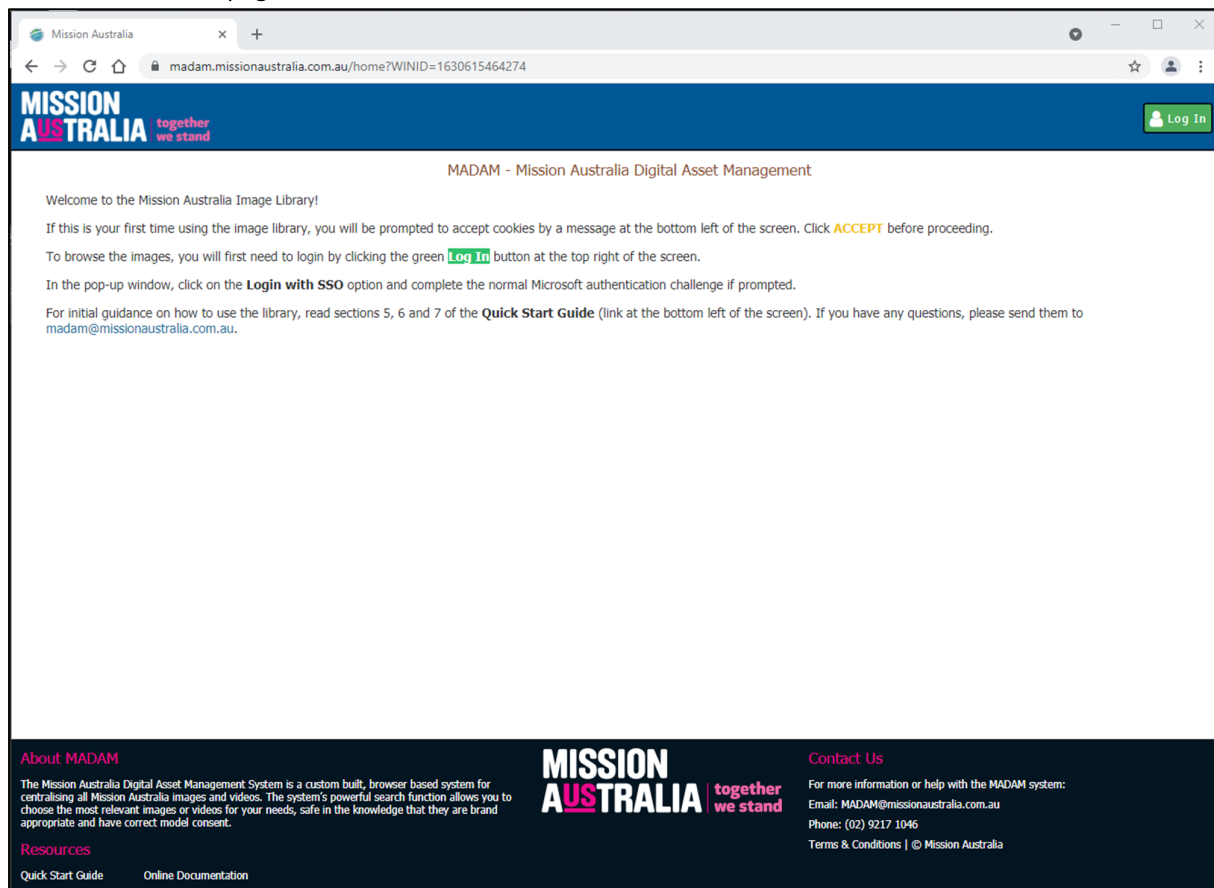 Mission Australia
madam.missionaustralia.com.au/home?WINID=1630615464274
MISSION
AUSTRALIA
together
we stand
Log In
MADAM - Mission Australia Digital Asset Management
Welcome to the Mission Australia Image Library!
If this is your first time using the image library, you will be prompted to accept cookies by a message at the bottom left of the screen. Click ACCEPT before proceeding.
To browse the images, you will first need to login by clicking the green Log In button at the top right of the screen.
In the pop-up window, click on the Login with SSO option and complete the normal Microsoft authentication challenge if prompted.
For initial guidance on how to use the library, read sections 5, 6 and 7 of the Quick Start Guide (link at the bottom left of the screen). If you have any questions, please send them to
madam@missionaustralia.com.au.
About MADAM
The Mission Australia Digital Asset Management System is a custom built, browser based system for
centralising all Mission Australia images and videos. The system's powerful search function allows you to
choose the most relevant images or videos for your needs, safe in the knowledge that they are brand
appropriate and have correct model consent.
Resources
Quick Start Guide Online Documentation
MISSION
AUSTRALIA
together
we stand
Contact Us
For more information or help with the MADAM system:
Email: MADAM@missionaustralia.com.au
Phone: (02) 9217 1046
Terms & Conditions | © Mission Australia